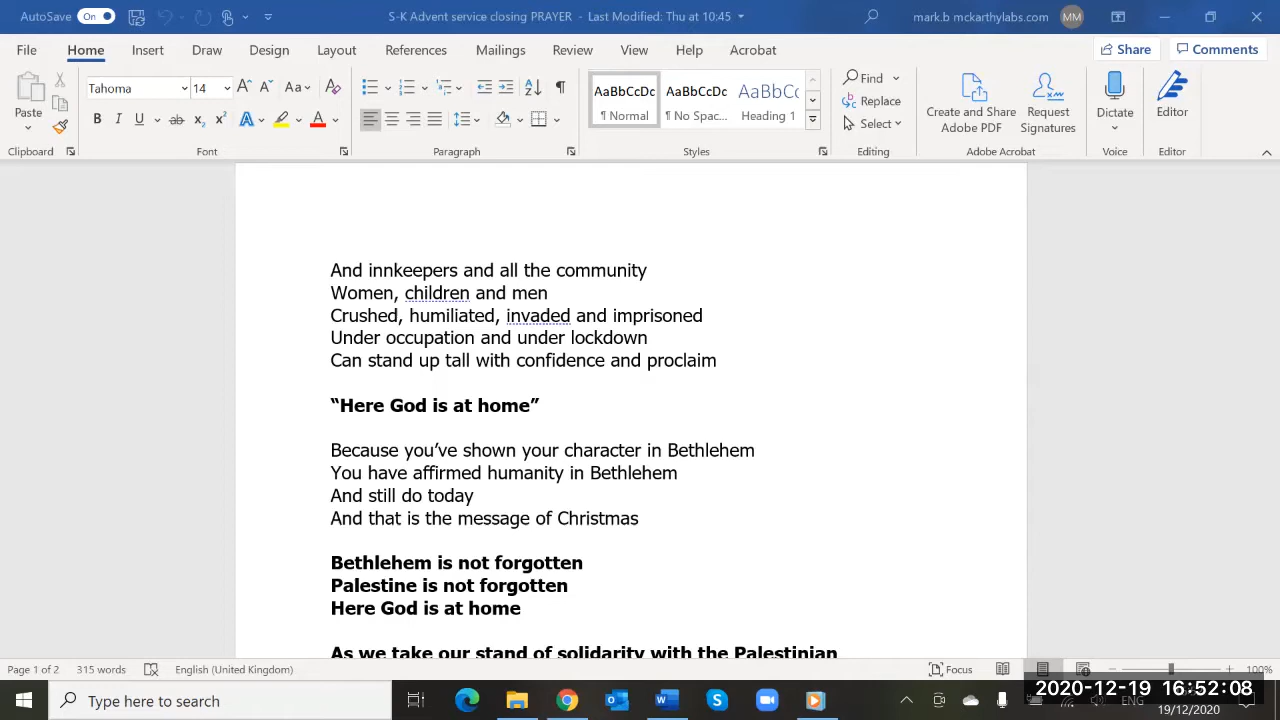 AutoSave On S-K Advent service closing PRAYER - Last Modified: Thu at 10:45 mark.b mckarthylabs.com MM
File Home Insert Draw Design Layout References Mailings Review View Help Acrobat Share Comments
Paste
Clipboard
Tahoma 14
Font
Paragraph
AaBbCcDc AaBbCcDc AaBbCc
¶ Normal ¶ No Spac... Heading 1
Styles
Find
Replace
Select
Editing
Create and Share Adobe PDF
Request Signatures
Adobe Acrobat
Dictate
Voice
Editor
Editor
And innkeepers and all the community
Women, children and men
Crushed, humiliated, invaded and imprisoned
Under occupation and under lockdown
Can stand up tall with confidence and proclaim
“Here God is at home”
Because you’ve shown your character in Bethlehem
You have affirmed humanity in Bethlehem
And still do today
And that is the message of Christmas
Bethlehem is not forgotten
Palestine is not forgotten
Here God is at home
As we take our stand of solidarity with the Palestinian
Page 1 of 2 315 words English (United Kingdom) Focus 100%
2020-12-19 16:52:08
Type here to search ENG
19/12/2020